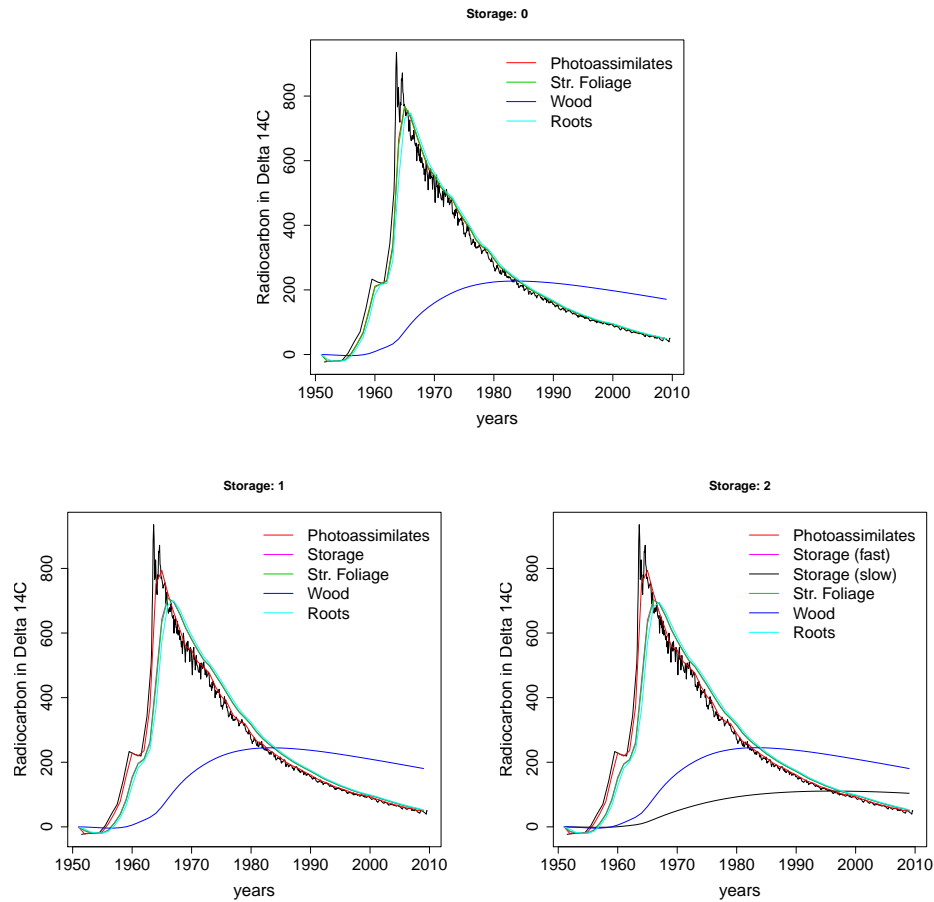 Storage: 0
Radiocarbon in Delta 14C
0
200
400
600
800
Photoassimilates
Str. Foliage
Wood
Roots
1950 1960 1970 1980 1990 2000 2010
years
Storage: 1
Radiocarbon in Delta 14C
0
200
400
600
800
Photoassimilates
Storage
Str. Foliage
Wood
Roots
1950 1960 1970 1980 1990 2000 2010
years
Storage: 2
Radiocarbon in Delta 14C
0
200
400
600
800
Photoassimilates
Storage (fast)
Storage (slow)
Str. Foliage
Wood
Roots
1950 1960 1970 1980 1990 2000 2010
years